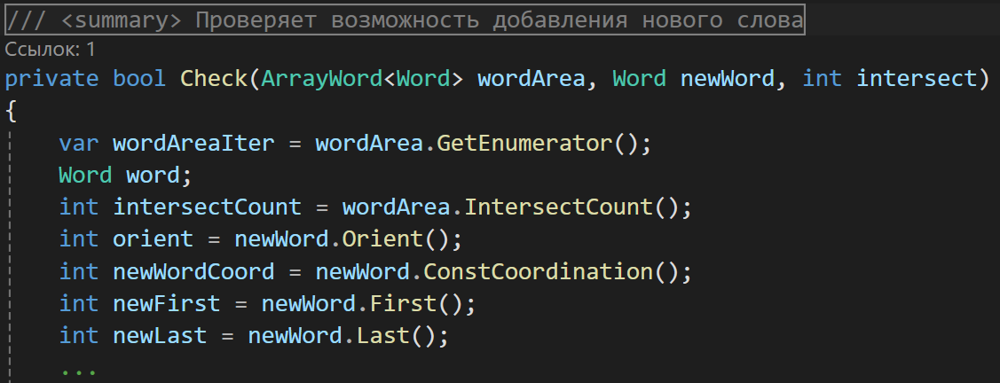 /// <summary> Проверяет возможность добавления нового слова
Ссылок: 1
private bool Check(ArrayWord<Word> wordArea, Word newWord, int intersect)
{
var wordAreaIter = wordArea.GetEnumerator();
Word word;
int intersectCount = wordArea.IntersectCount();
int orient = newWord.Orient();
int newWordCoord = newWord.ConstCoordination();
int newFirst = newWord.First();
int newLast = newWord.Last();
...